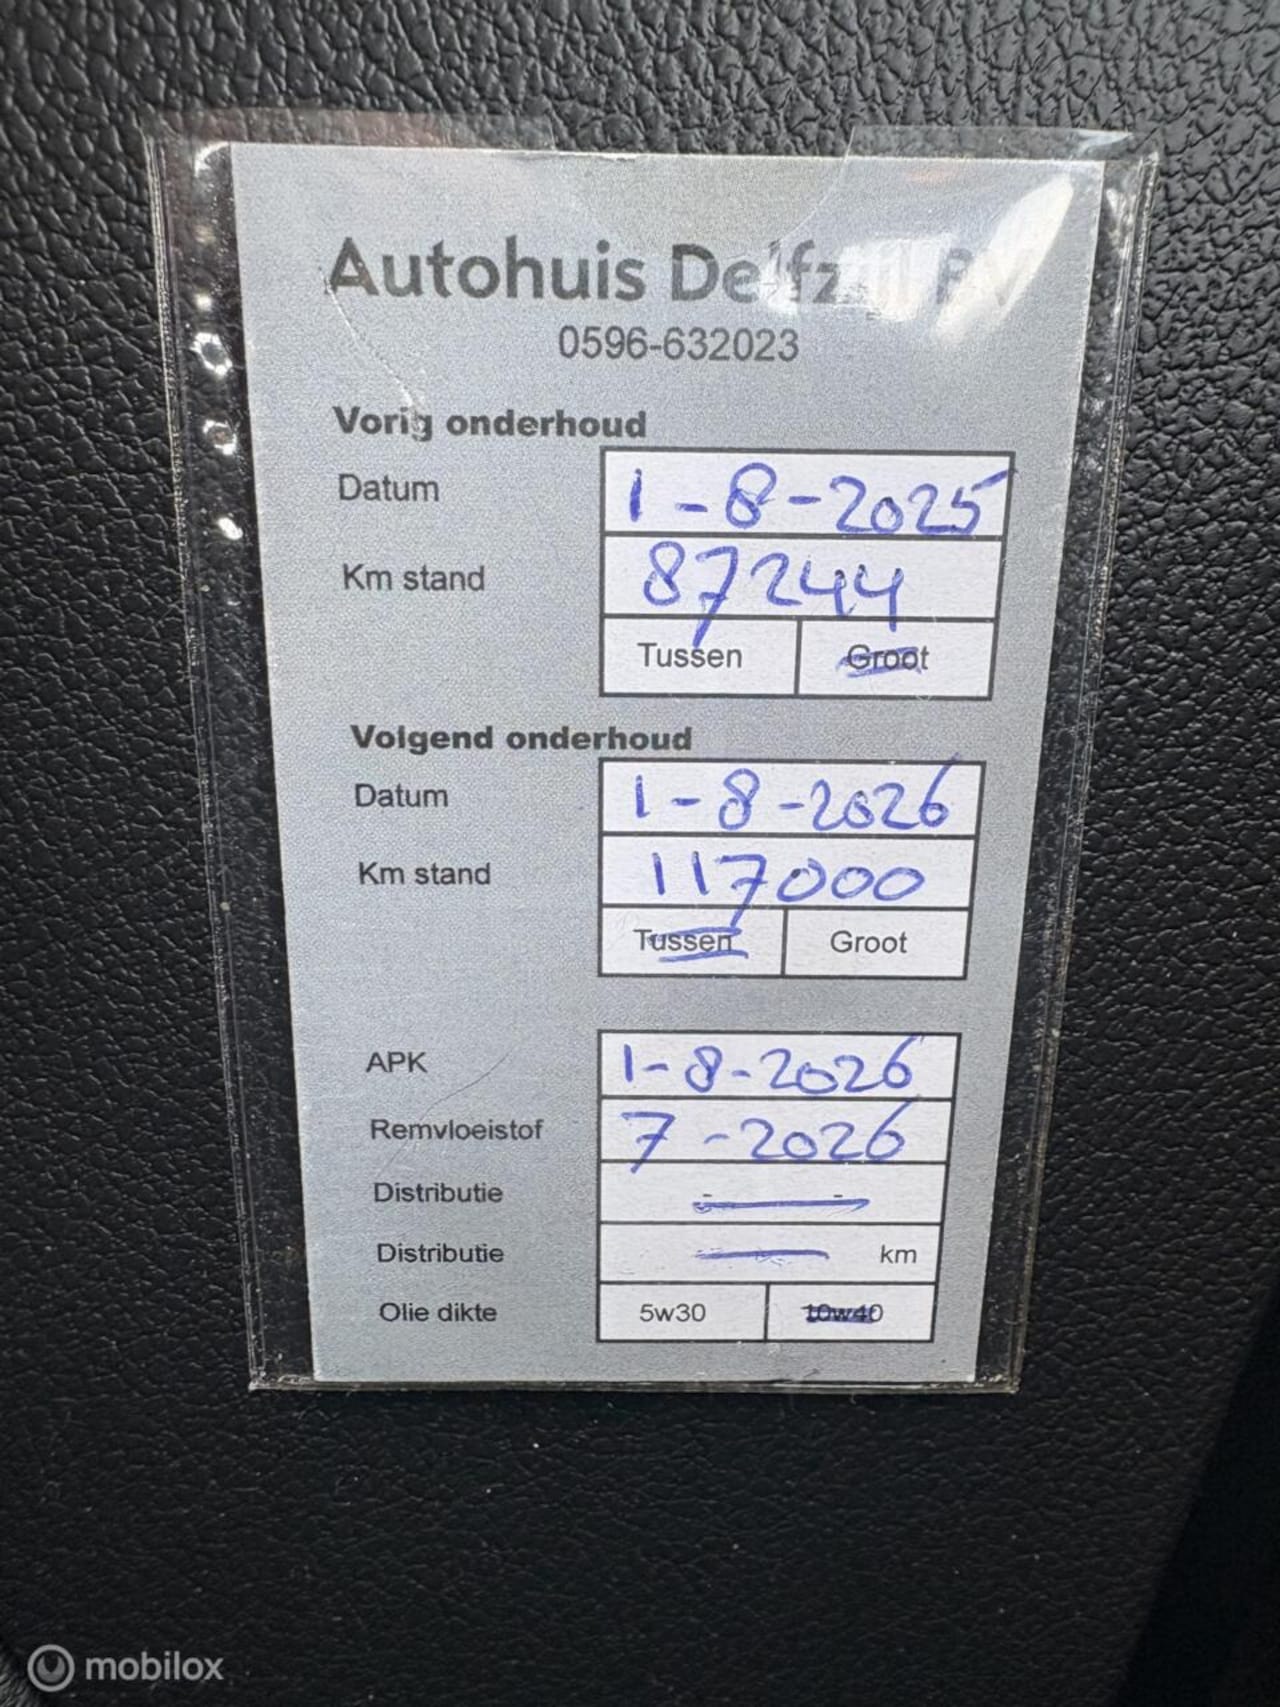 Autohuis Delfzijl BV
0596-632023
Vorig onderhoud
Datum 1-8-2025
Km stand 87244
Tussen Groot
Volgend onderhoud
Datum 1-8-2026
Km stand 117000
Tussen Groot
APK 1-8-2026
Remvloeistof 7-2026
Distributie - -
Distributie km
Olie dikte 5w30 10w40
mobilox